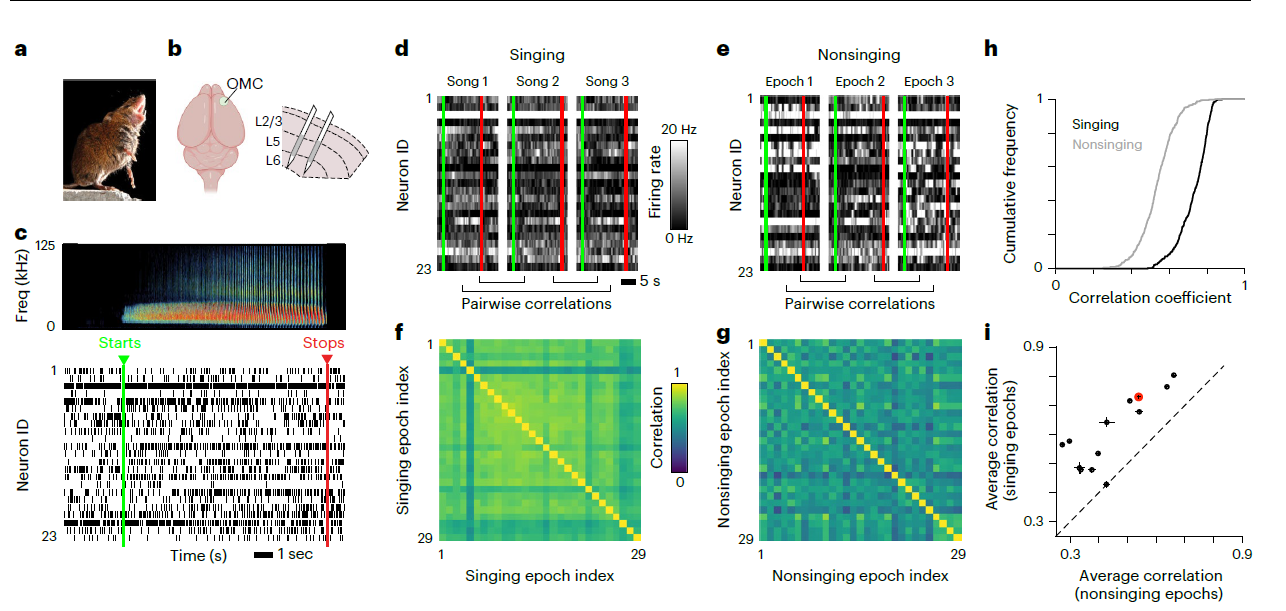 a
b
OMC
L2/3
L5
L6
c
125
Freq (kHz)
0
Starts
Stops
1
Neuron ID
23
Time (s)
1 sec
d
Singing
Song 1
Song 2
Song 3
1
Neuron ID
23
20 Hz
Firing rate
0 Hz
5 s
Pairwise correlations
e
Nonsinging
Epoch 1
Epoch 2
Epoch 3
1
Neuron ID
23
Pairwise correlations
f
1
Singing epoch index
29
1
29
Singing epoch index
1
Correlation
0
g
1
Nonsinging epoch index
29
1
29
Nonsinging epoch index
h
1
Singing
Nonsinging
Cumulative frequency
0
0
1
Correlation coefficient
i
0.9
Average correlation
(singing epochs)
0.3
0.3
0.9
Average correlation
(nonsinging epochs)